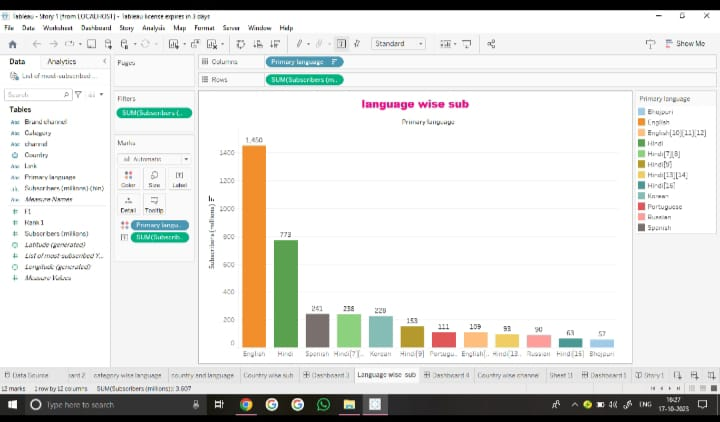 Tableau - Story 1 [from LOCALHOST] - Tableau license expires in 3 days
File Data Worksheet Dashboard Story Analysis Map Format Server Window Help
Standard
Show Me
Data Analytics
List of most-subscribed ...
Search
Tables
Abc Brand channel
Abc Category
Abc channel
Country
Abc Link
Abc Primary language
Subscribers (millions) (bin)
Abc Measure Names
# F1
# Rank 1
# Subscribers (millions)
Latitude (generated)
# List of most-subscribed Y...
Longitude (generated)
# Measure Values
Pages
Filters
SUM(Subscribers (...
Marks
Automatic
Color Size Label
Detail Tooltip
Primary langu..
SUM(Subscrib..
Columns Primary language
Rows SUM(Subscribers (m..
language wise sub
Primary language
Subscribers (millions)
1400
1200
1000
800
600
400
200
0
1,450
773
241
238
228
153
111
109
93
90
63
57
English Hindi Spanish Hindi[7][.. Korean Hindi[9] Portugu.. English[.. Hindi[13.. Russian Hindi[16] Bhojpuri
Primary language
Bhojpuri
English
English[10][11][12]
Hindi
Hindi[7][8]
Hindi[9]
Hindi[13][14]
Hindi[16]
Korean
Portuguese
Russian
Spanish
Data Source card 2 category wise language country and language Country wise sub Dashboard 3 Language wise sub Dashboard 4 Country wise channel Sheet 11 Dashboard 5 Story 1
12 marks 1 row by 12 columns SUM(Subscribers (millions)): 3,607
Type here to search
ENG
16:27
17-10-2023